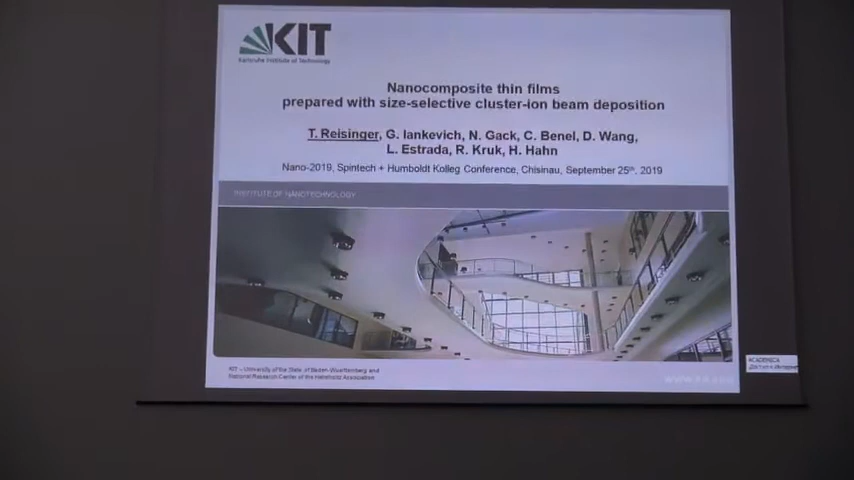 KIT
Karlsruhe Institute of Technology
Nanocomposite thin films
prepared with size-selective cluster-ion beam deposition
T. Reisinger, G. Iankevich, N. Gack, C. Benel, D. Wang,
L. Estrada, R. Kruk, H. Hahn
Nano-2019, Spintech + Humboldt Kolleg Conference, Chisinau, September 25th, 2019
INSTITUTE OF NANOTECHNOLOGY
KIT – University of the State of Baden-Wuerttemberg and
National Research Center of the Helmholtz Association
ACADEMICA